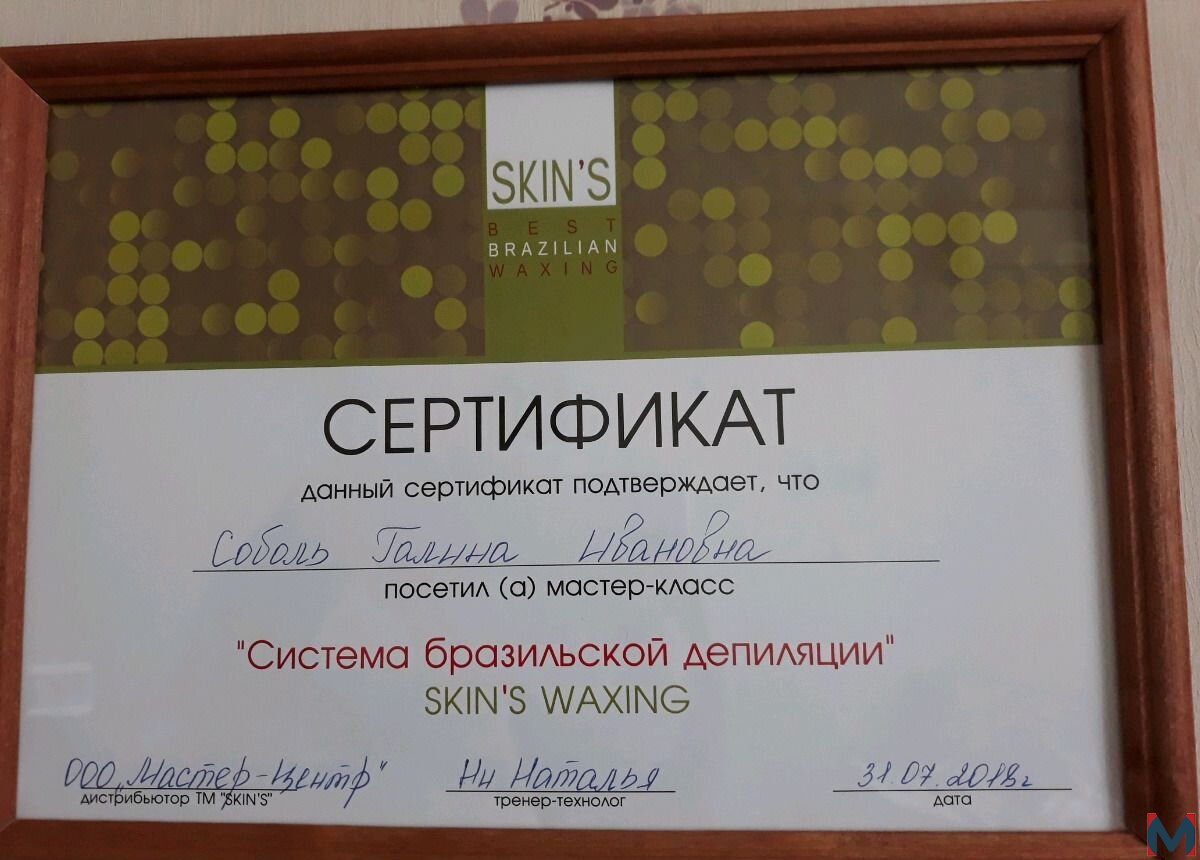 SKIN'S
BEST
BRAZILIAN
WAXING
СЕРТИФИКАТ
данный сертификат подтверждает, что
Соболь Галина Ивановна
посетил (а) мастер-класс
"Система бразильской депиляции"
SKIN'S WAXING
ООО „Мастер-Центр" Ни Наталья 31.07.2018г
дистрибьютор ТМ "SKIN'S" тренер-технолог дата
M